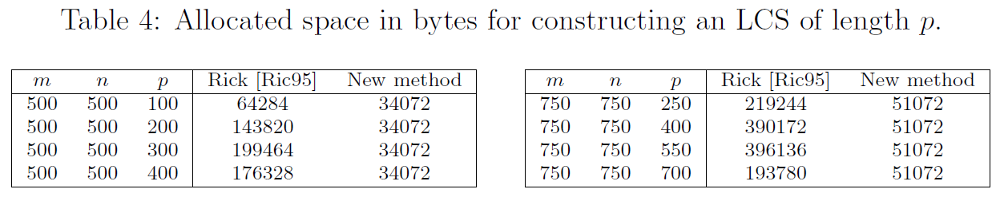 Table 4: Allocated space in bytes for constructing an LCS of length p.
m n p Rick [Ric95] New method
500 500 100 64284 34072
500 500 200 143820 34072
500 500 300 199464 34072
500 500 400 176328 34072
m n p Rick [Ric95] New method
750 750 250 219244 51072
750 750 400 390172 51072
750 750 550 396136 51072
750 750 700 193780 51072